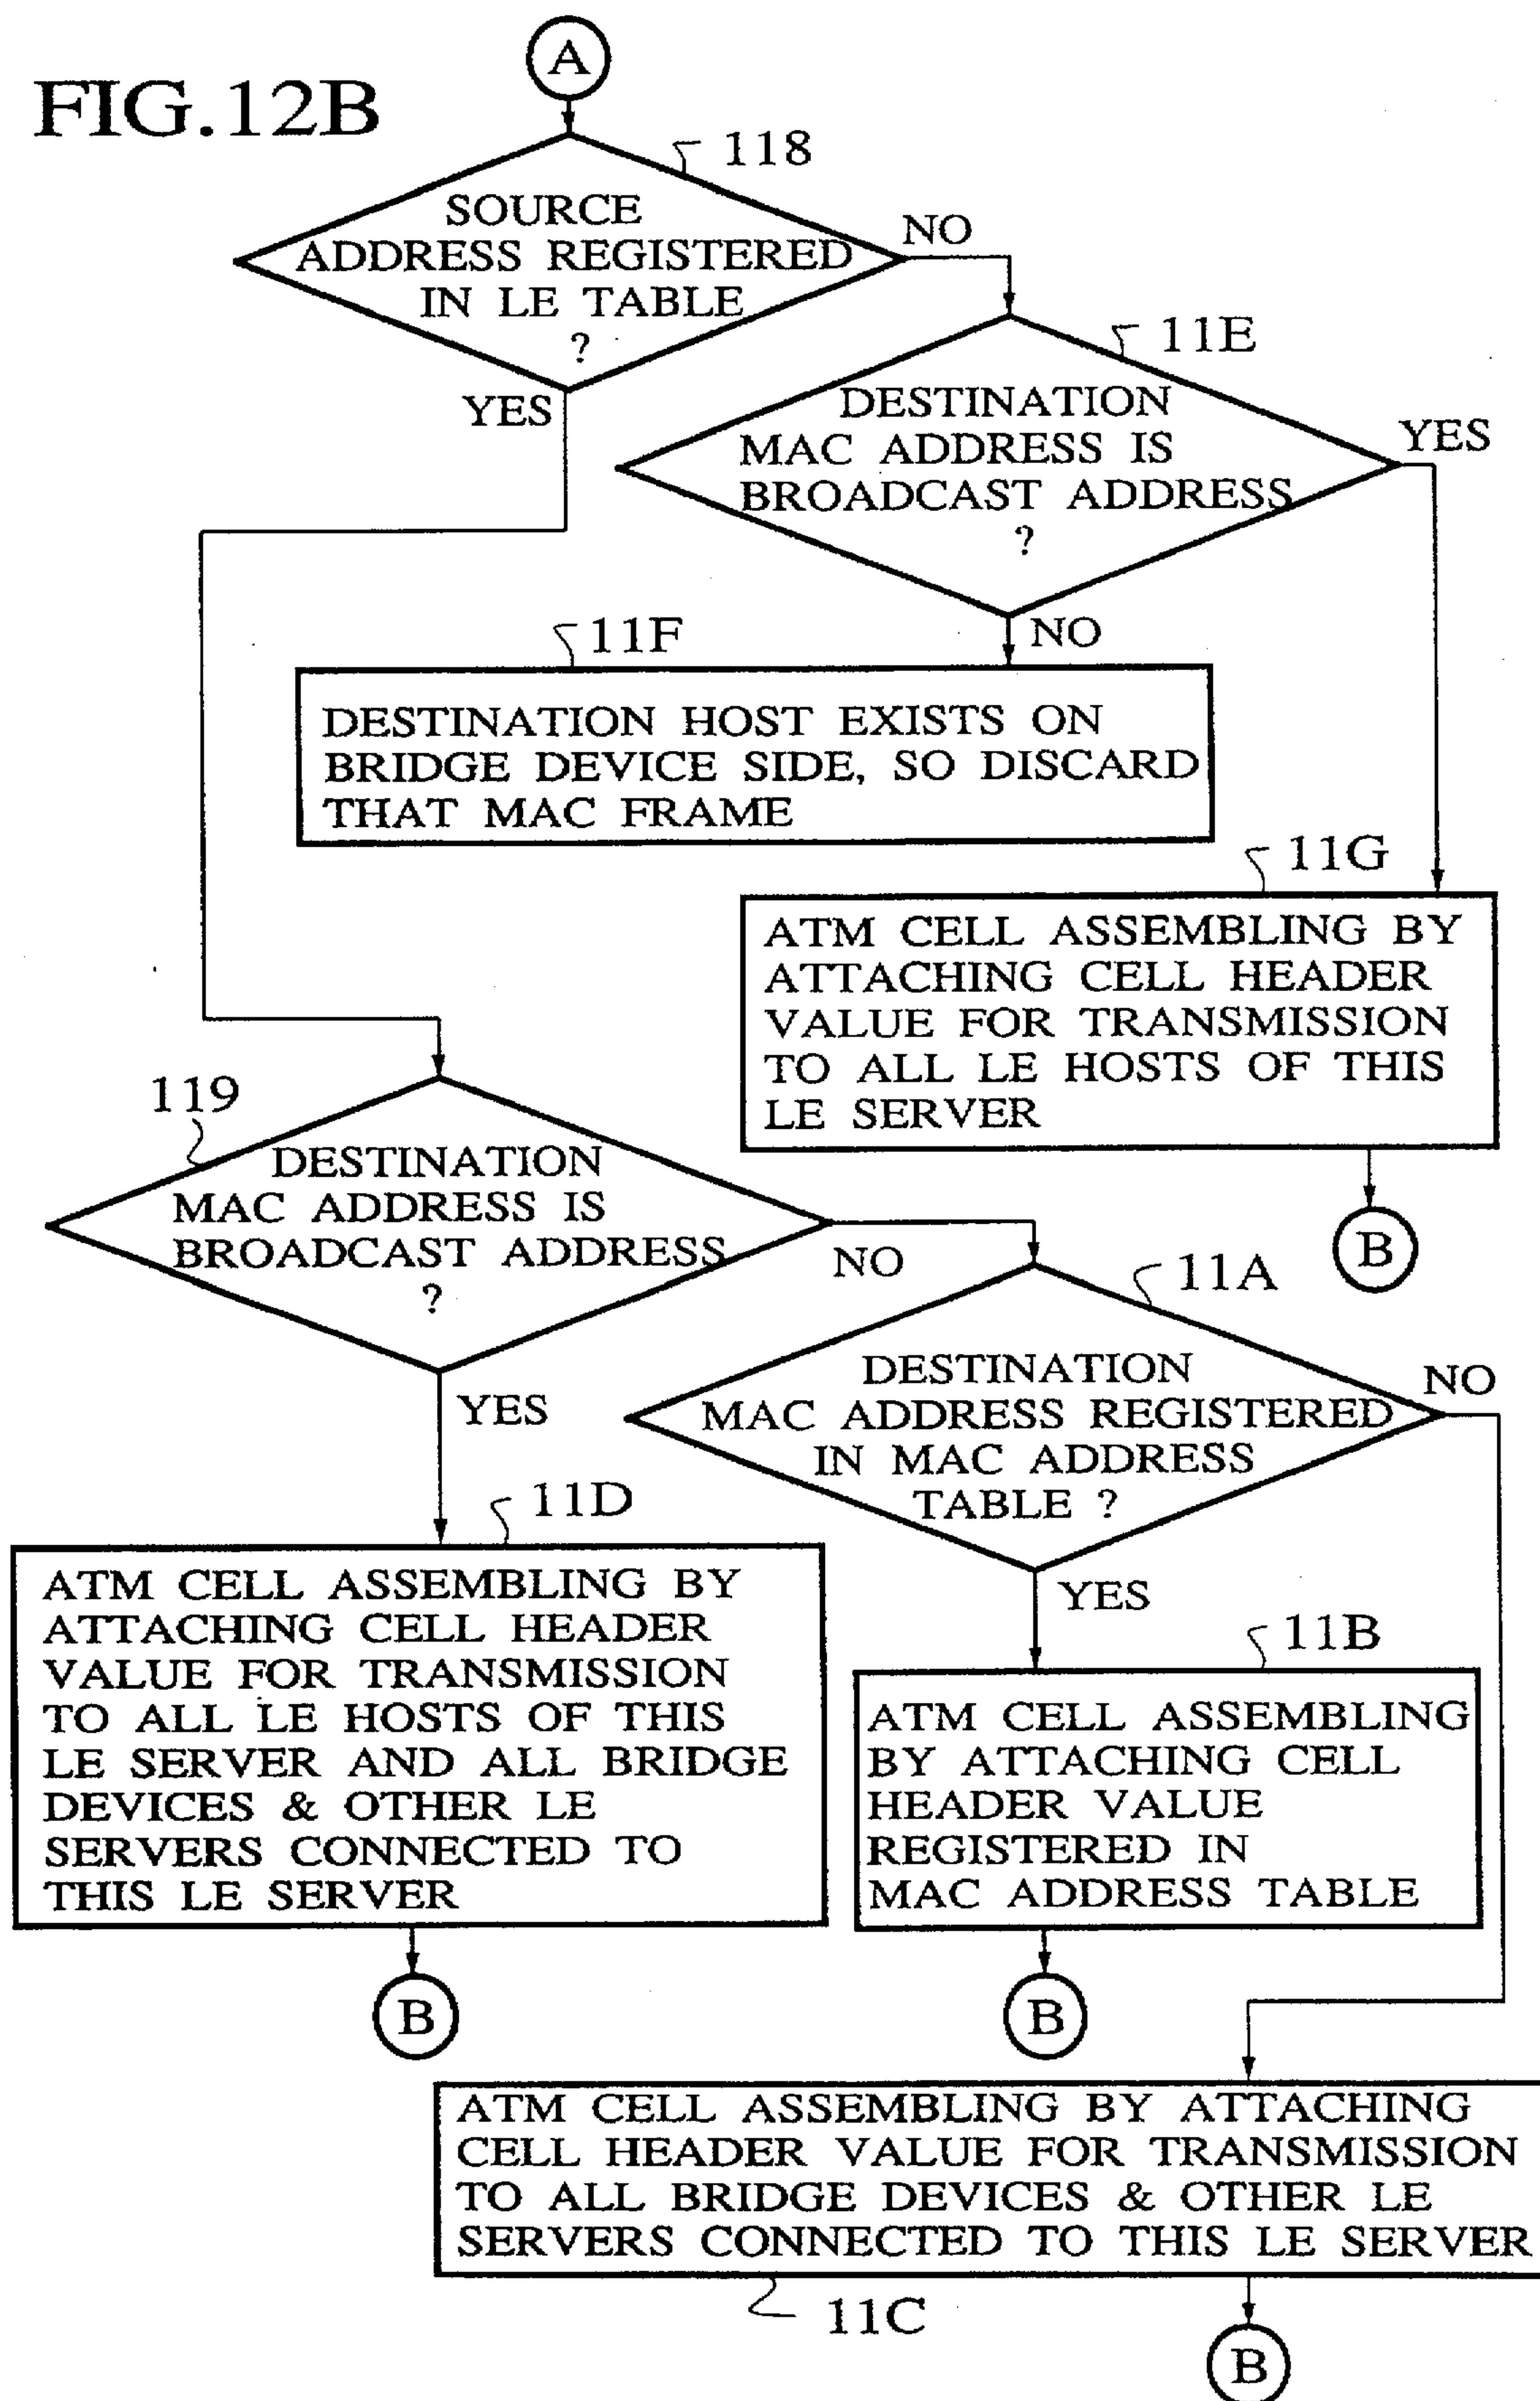 A
FIG.12B
118
SOURCE
ADDRESS REGISTERED
IN LE TABLE
?
NO
YES
11E
DESTINATION
MAC ADDRESS IS
BROADCAST ADDRESS
?
YES
NO
11F
DESTINATION HOST EXISTS ON
BRIDGE DEVICE SIDE, SO DISCARD
THAT MAC FRAME
11G
ATM CELL ASSEMBLING BY
ATTACHING CELL HEADER
VALUE FOR TRANSMISSION
TO ALL LE HOSTS OF THIS
LE SERVER
B
119
DESTINATION
MAC ADDRESS IS
BROADCAST ADDRESS
?
NO
YES
11A
DESTINATION
MAC ADDRESS REGISTERED
IN MAC ADDRESS
TABLE ?
NO
YES
11D
ATM CELL ASSEMBLING BY
ATTACHING CELL HEADER
VALUE FOR TRANSMISSION
TO ALL LE HOSTS OF THIS
LE SERVER AND ALL BRIDGE
DEVICES & OTHER LE
SERVERS CONNECTED TO
THIS LE SERVER
B
11B
ATM CELL ASSEMBLING
BY ATTACHING CELL
HEADER VALUE
REGISTERED IN
MAC ADDRESS TABLE
B
ATM CELL ASSEMBLING BY ATTACHING
CELL HEADER VALUE FOR TRANSMISSION
TO ALL BRIDGE DEVICES & OTHER LE
SERVERS CONNECTED TO THIS LE SERVER
11C
B